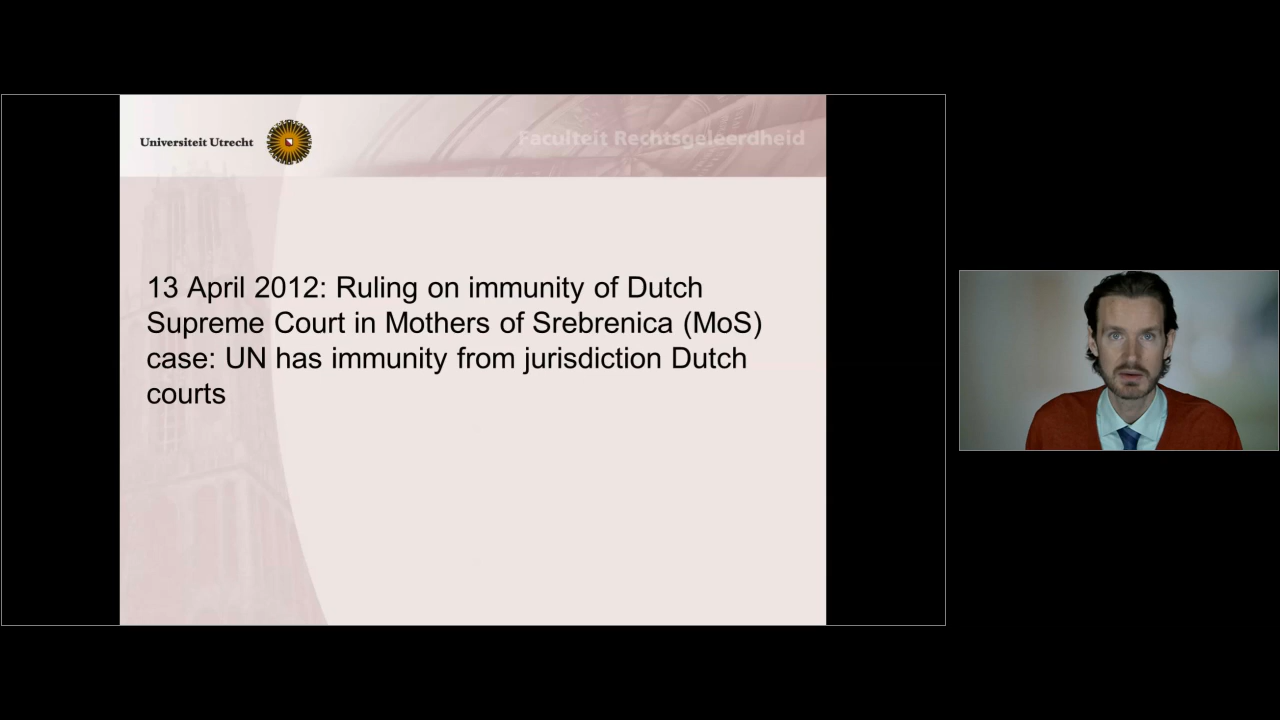 Universiteit Utrecht
Faculteit Rechtsgeleerdheid
13 April 2012: Ruling on immunity of Dutch
Supreme Court in Mothers of Srebrenica (MoS)
case: UN has immunity from jurisdiction Dutch
courts